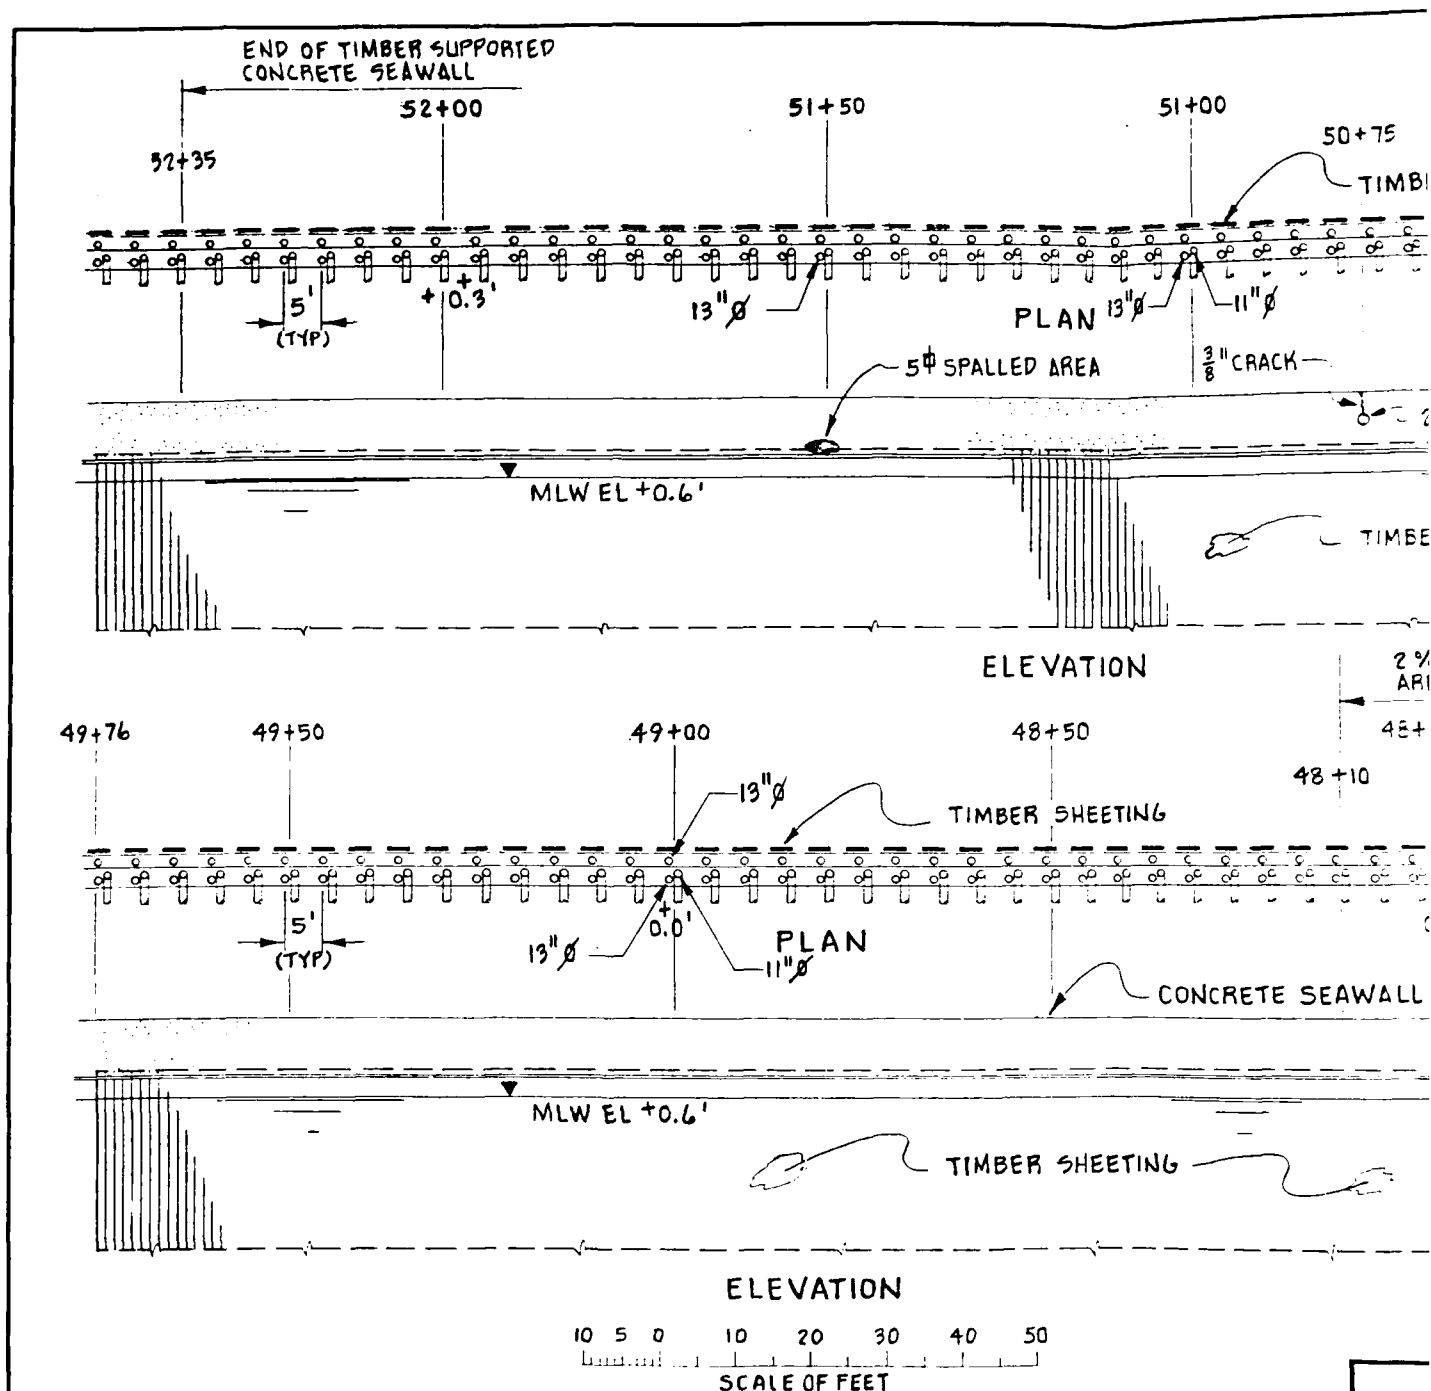 END OF TIMBER SUPPORTED
CONCRETE SEAWALL
52+00
51+50
51+00
50+75
52+35
5'
(TYP)
+ +0.3'
13"Ø
PLAN
13"Ø
11"Ø
5 SPALLED AREA
3/8" CRACK
MLW EL +0.6'
ELEVATION
49+76
49+50
49+00
48+50
48+10
13"Ø
TIMBER SHEETING
5'
(TYP)
+
0.0'
13"Ø
11"Ø
PLAN
CONCRETE SEAWALL
MLW EL +0.6'
TIMBER SHEETING
ELEVATION
10 5 0 10 20 30 40 50
SCALE OF FEET